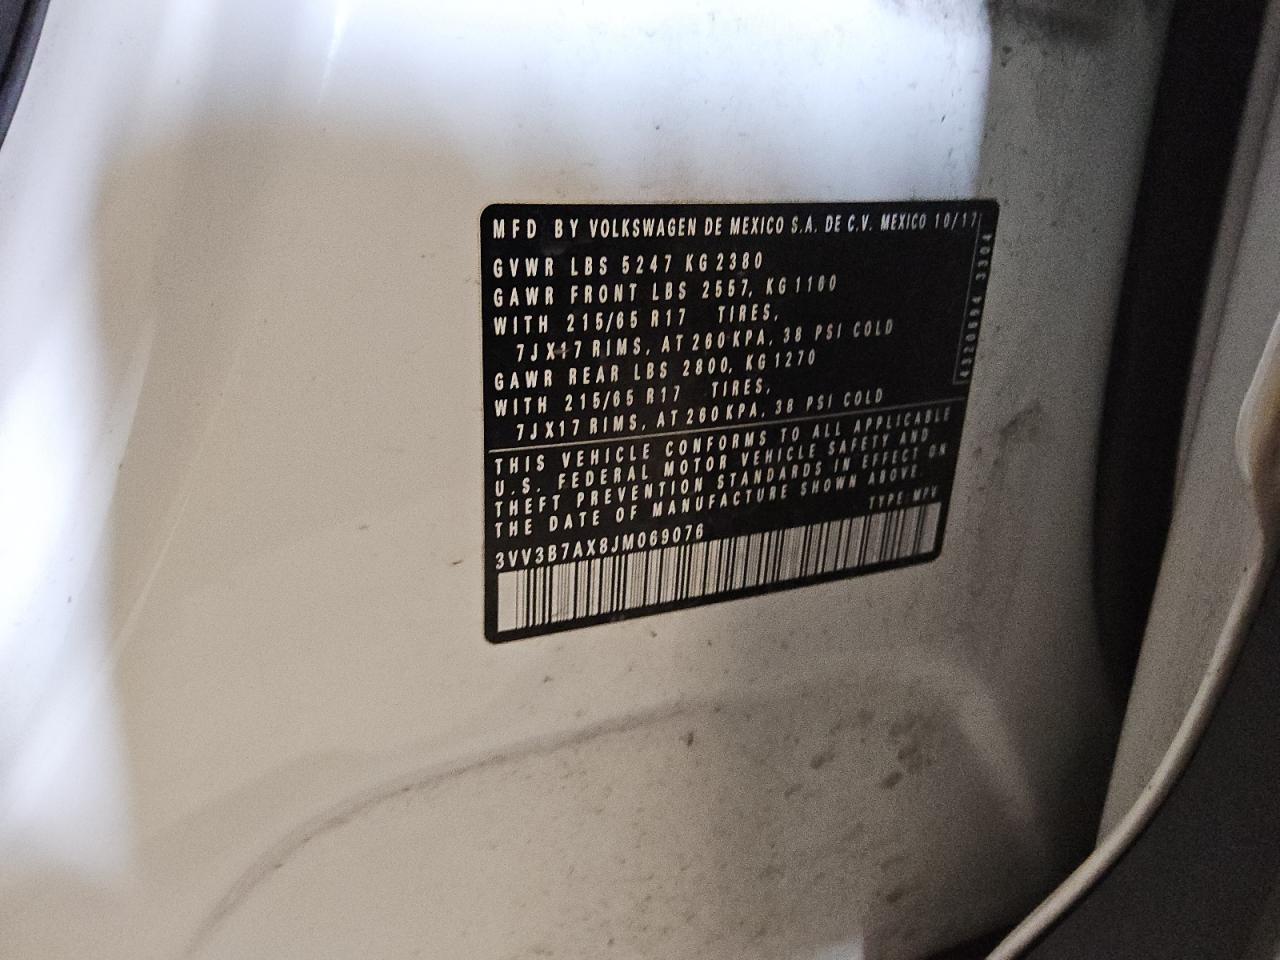 MFD BY VOLKSWAGEN DE MEXICO S.A. DE C.V. MEXICO 10/17
GVWR LBS 5247 KG 2380
GAWR FRONT LBS 2557, KG 1160
WITH 215/65 R17 TIRES,
7JX17 RIMS, AT 260 KPA, 38 PSI COLD
GAWR REAR LBS 2800, KG 1270
WITH 215/65 R17 TIRES,
7JX17 RIMS, AT 260 KPA, 38 PSI COLD
THIS VEHICLE CONFORMS TO ALL APPLICABLE
U.S. FEDERAL MOTOR VEHICLE SAFETY AND
THEFT PREVENTION STANDARDS IN EFFECT ON
THE DATE OF MANUFACTURE SHOWN ABOVE.
3VV3B7AX8JM069076 TYPE: MPV
3304